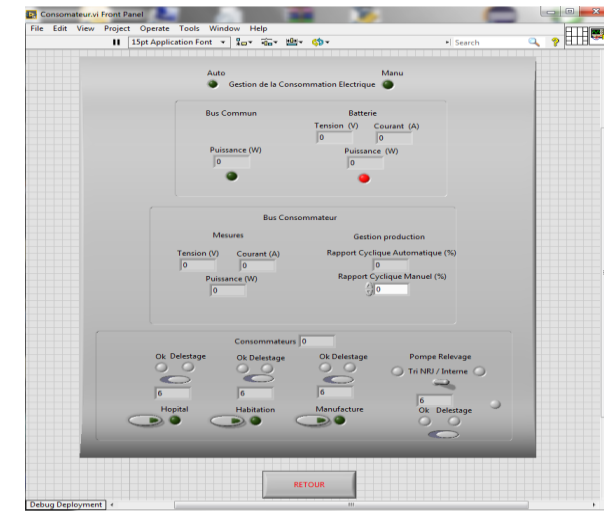 Consomateur.vi Front Panel
File Edit View Project Operate Tools Window Help
15pt Application Font
Search
Auto
Manu
Gestion de la Consommation Electrique
Bus Commun
Batterie
Tension (V) Courant (A)
0 0
Puissance (W)
0
Puissance (W)
0
Bus Consommateur
Mesures
Gestion production
Tension (V) Courant (A)
0 0
Rapport Cyclique Automatique (%)
0
Puissance (W)
0
Rapport Cyclique Manuel (%)
0
Consommateurs 0
Ok Delestage
6
Hopital
Ok Delestage
6
Habitation
Ok Delestage
6
Manufacture
Pompe Relevage
6
Ok Delestage
RETOUR
Debug Deployment